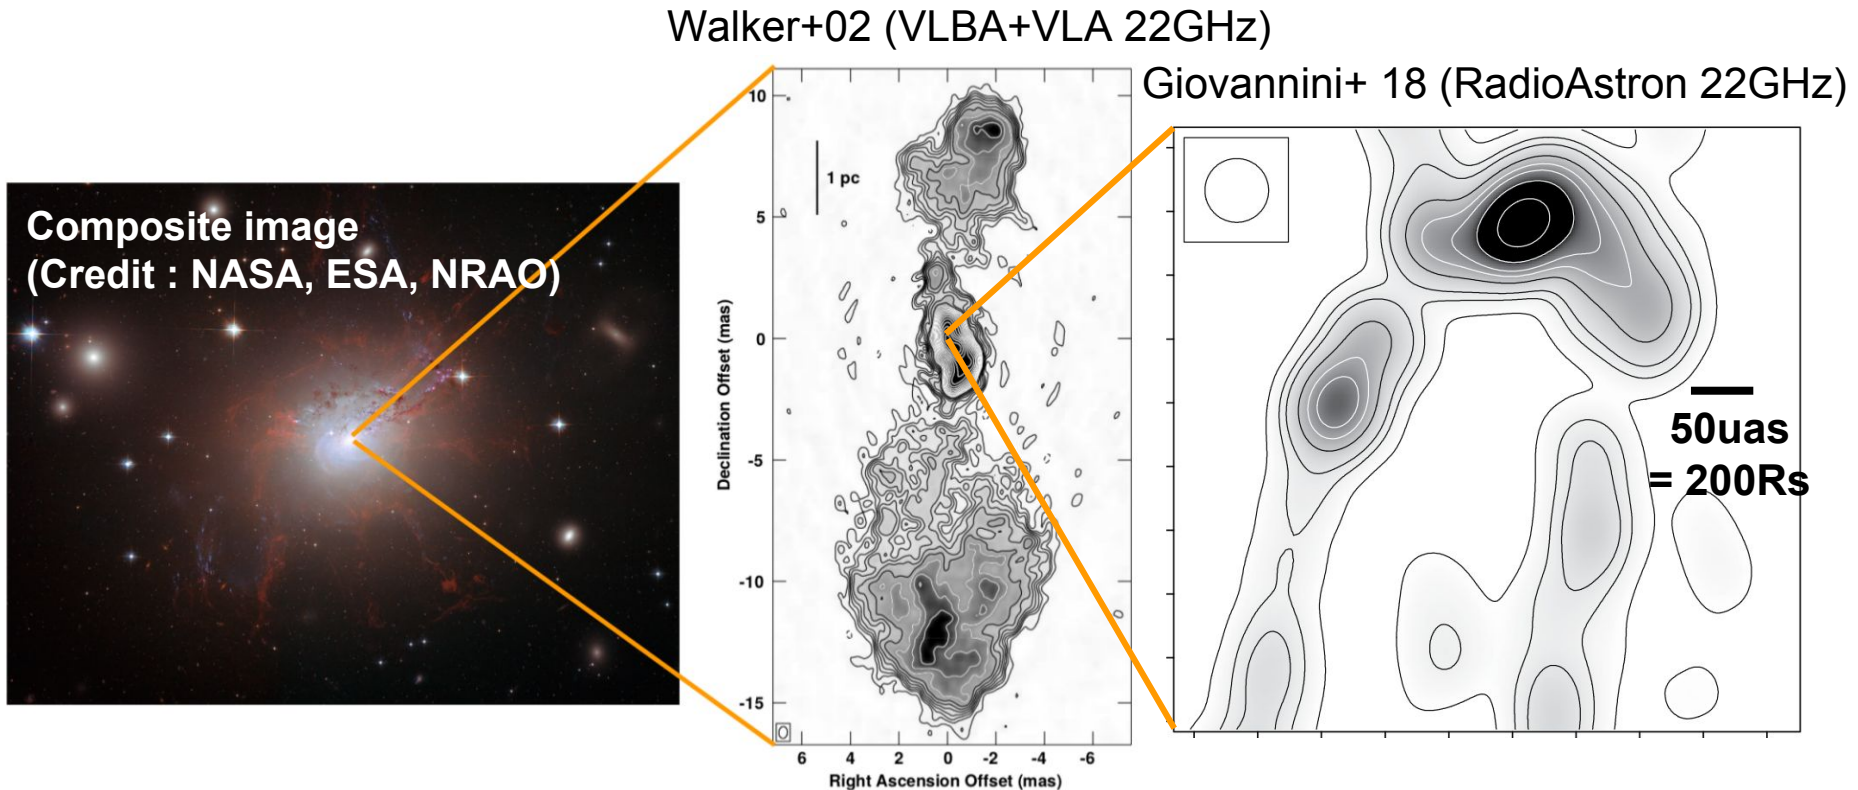 Walker+02 (VLBA+VLA 22GHz)
Giovannini+ 18 (RadioAstron 22GHz)
Composite image
(Credit : NASA, ESA, NRAO)
10
5
0
-5
-10
-15
1 pc
Declination Offset (mas)
6 4 2 0 -2 -4 -6
Right Ascension Offset (mas)
50uas
= 200Rs